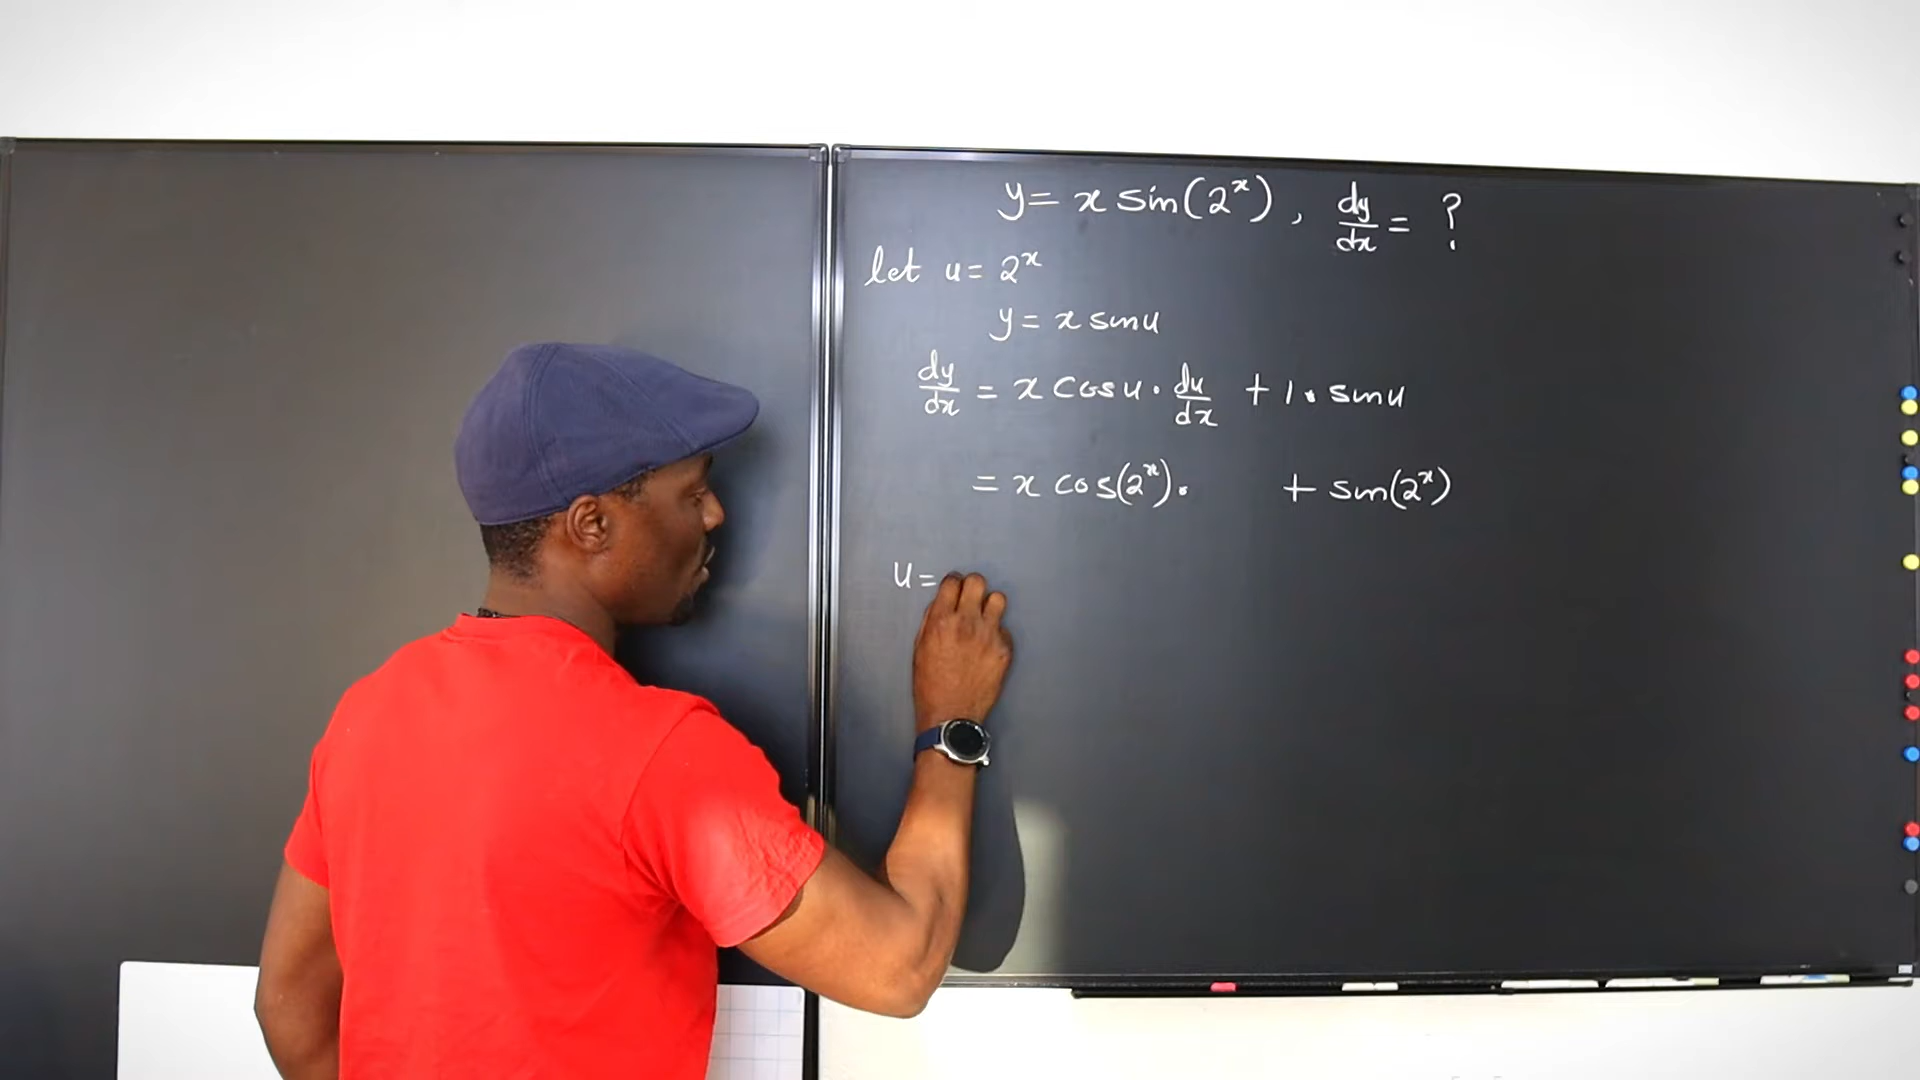 y = x sin(2^x), dy/dx = ?
let u = 2^x
y = x sin u
dy/dx = x cos u · du/dx + 1 · sin u
= x cos(2^x) · + sin(2^x)
u =